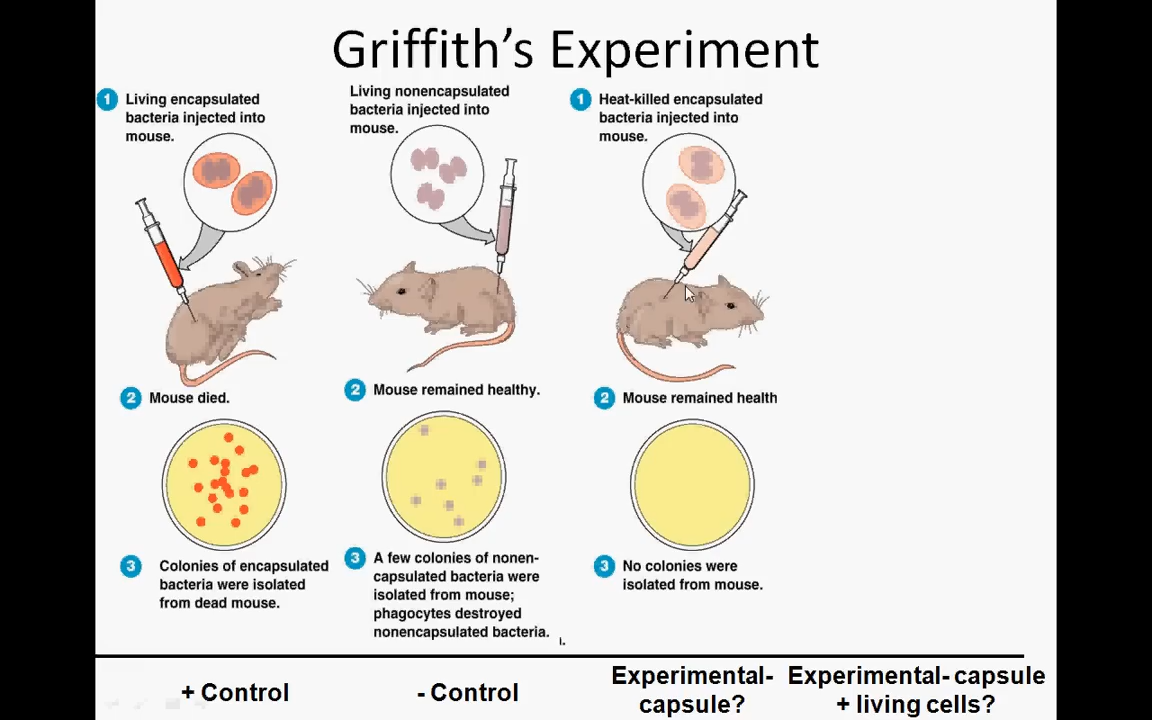 Griffith's Experiment
1 Living encapsulated
bacteria injected into
mouse.
2 Mouse died.
3 Colonies of encapsulated
bacteria were isolated
from dead mouse.
+ Control
Living nonencapsulated
bacteria injected into
mouse.
2 Mouse remained healthy.
3 A few colonies of nonen-
capsulated bacteria were
isolated from mouse;
phagocytes destroyed
nonencapsulated bacteria.
- Control
1 Heat-killed encapsulated
bacteria injected into
mouse.
2 Mouse remained health
3 No colonies were
isolated from mouse.
Experimental-
capsule?
Experimental- capsule
+ living cells?